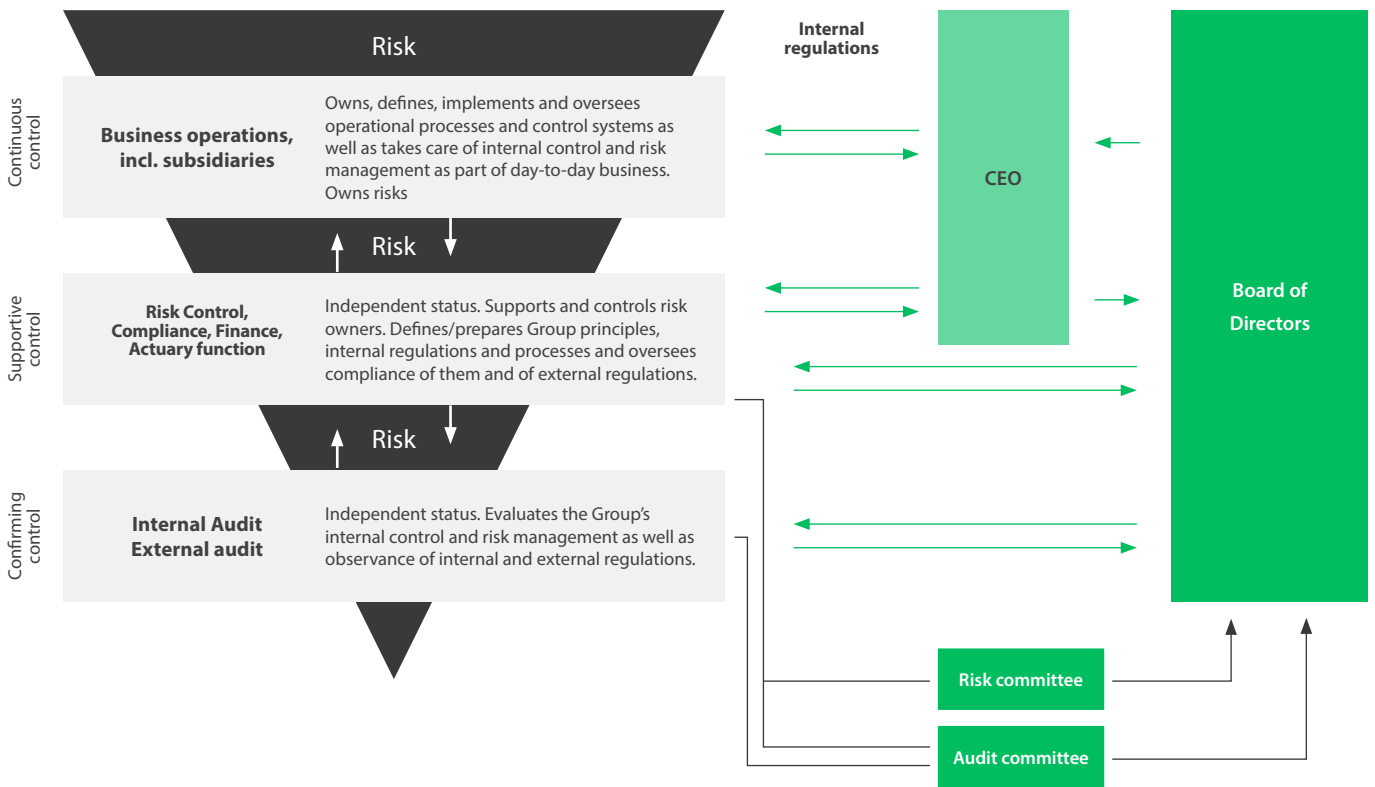 Risk
Internal
regulations
Continuous
control
Business operations,
incl. subsidiaries
Owns, defines, implements and oversees
operational processes and control systems as
well as takes care of internal control and risk
management as part of day-to-day business.
Owns risks
CEO
Board of
Directors
Risk
Supportive
control
Risk Control,
Compliance, Finance,
Actuary function
Independent status. Supports and controls risk
owners. Defines/prepares Group principles,
internal regulations and processes and oversees
compliance of them and of external regulations.
Risk
Confirming
control
Internal Audit
External audit
Independent status. Evaluates the Group’s
internal control and risk management as well as
observance of internal and external regulations.
Risk committee
Audit committee